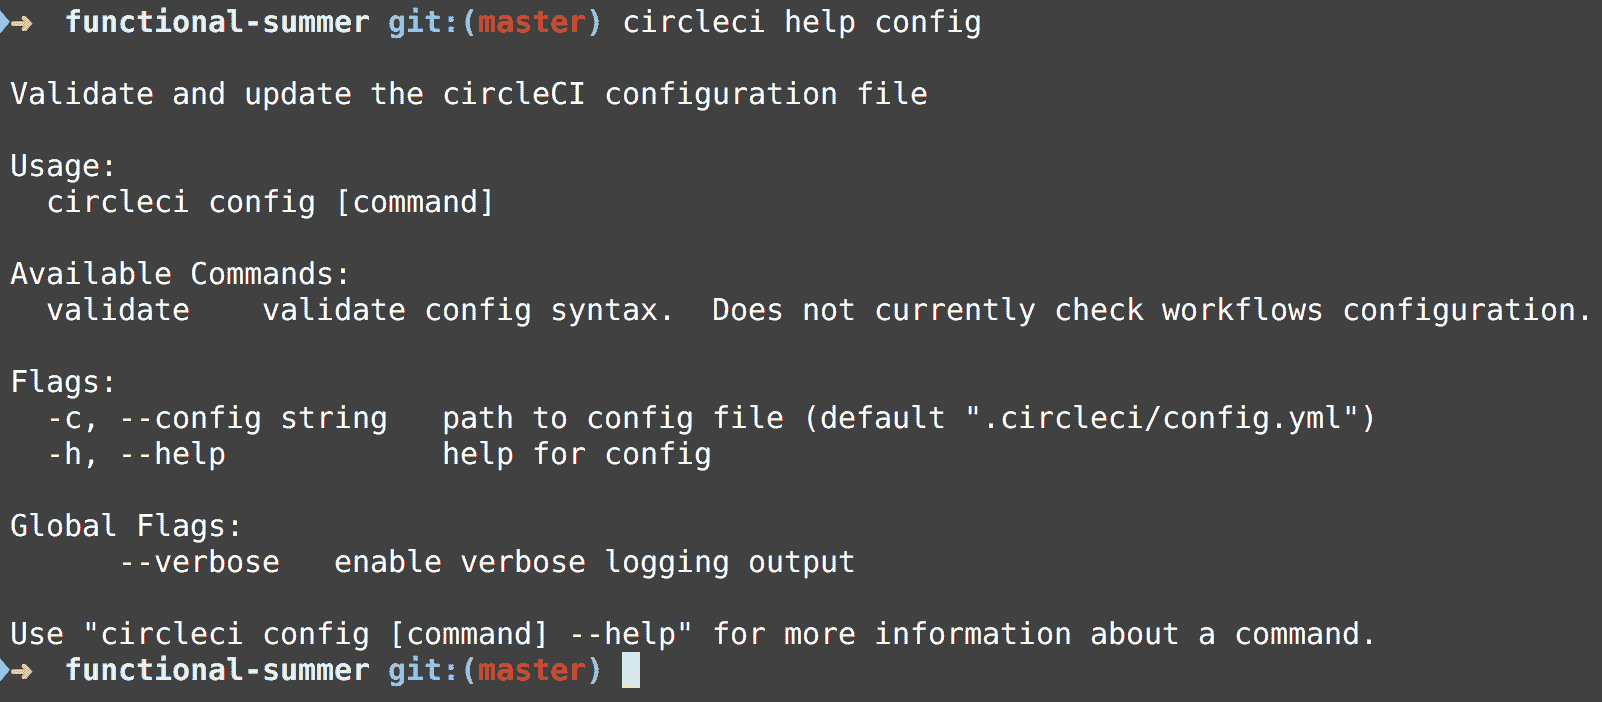 ➜  functional-summer git:(master) circleci help config
Validate and update the circleCI configuration file
Usage:
  circleci config [command]
Available Commands:
  validate    validate config syntax.  Does not currently check workflows configuration.
Flags:
  -c, --config string   path to config file (default ".circleci/config.yml")
  -h, --help            help for config
Global Flags:
      --verbose   enable verbose logging output
Use "circleci config [command] --help" for more information about a command.
➜  functional-summer git:(master)